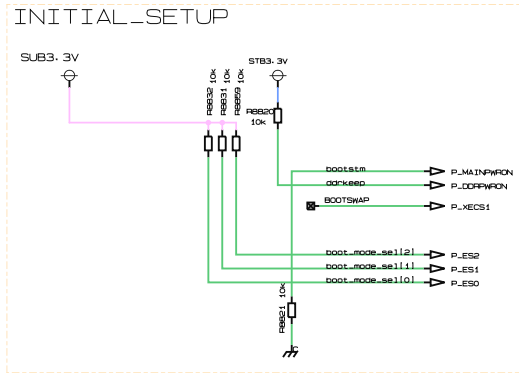 INITIAL_SETUP
SUB3.3V
STB3.3V
R8832 10k
R8831 10k
R8859 10k
R8820
10k
bootstm
P_MAINPWRON
ddrkeep
P_DDRPWRON
BOOTSWAP
P_XECS1
boot_mode_sel[2]
P_ES2
boot_mode_sel[1]
P_ES1
boot_mode_sel[0]
P_ES0
R8821 10k
C